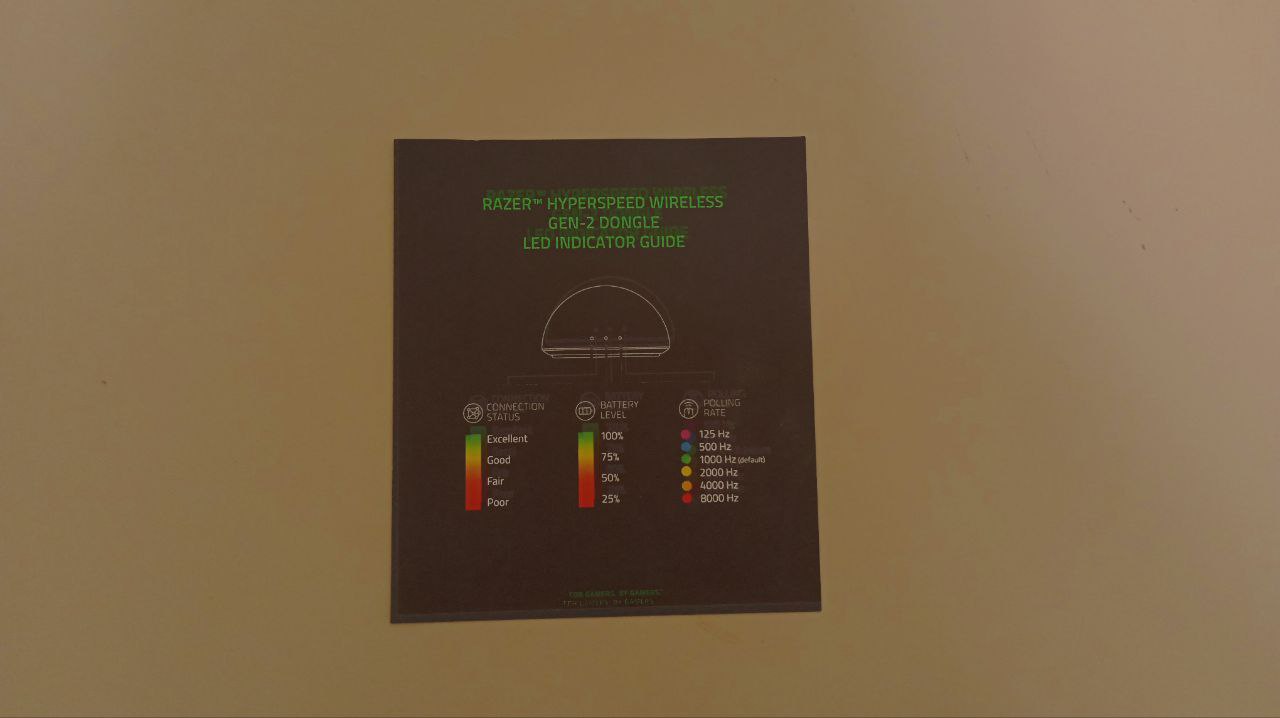 RAZER™ HYPERSPEED WIRELESS
GEN-2 DONGLE
LED INDICATOR GUIDE
CONNECTION
STATUS
Excellent
Good
Fair
Poor
BATTERY
LEVEL
100%
75%
50%
25%
POLLING
RATE
125 Hz
500 Hz
1000 Hz (default)
2000 Hz
4000 Hz
8000 Hz
FOR GAMERS. BY GAMERS.™